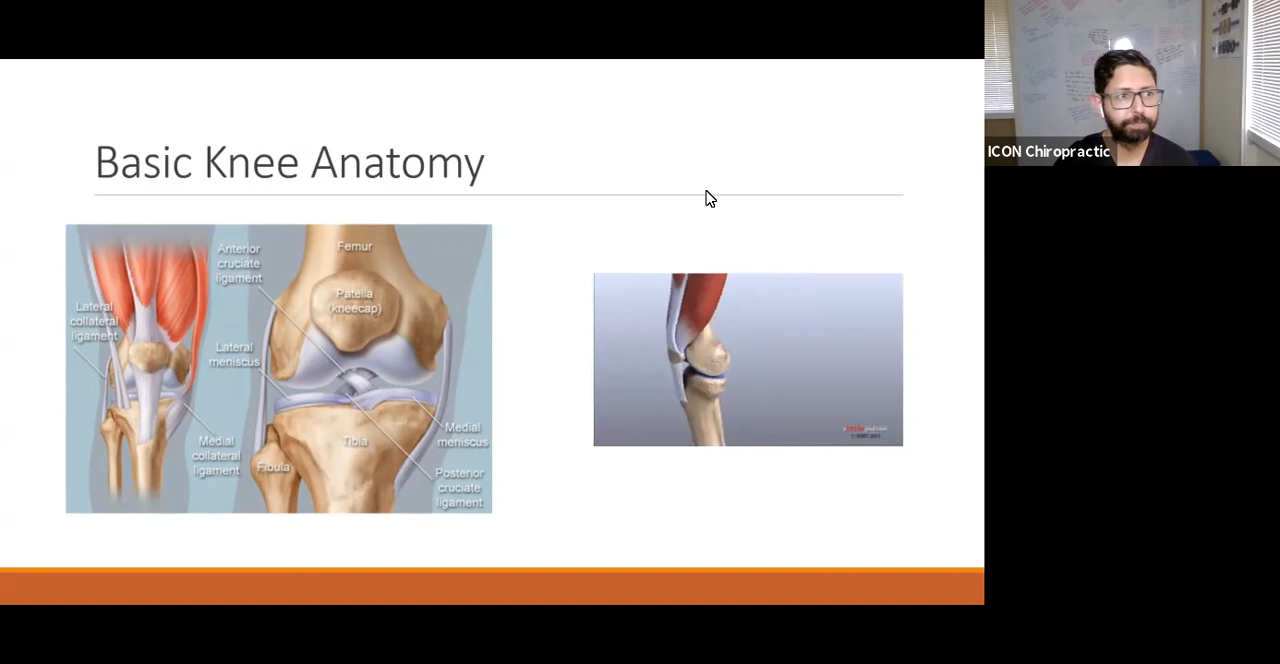 Basic Knee Anatomy
Anterior
cruciate
ligament
Femur
Patella
(kneecap)
Lateral
collateral
ligament
Lateral
meniscus
Medial
meniscus
Medial
collateral
ligament
Tibia
Fibula
Posterior
cruciate
ligament
ICON Chiropractic